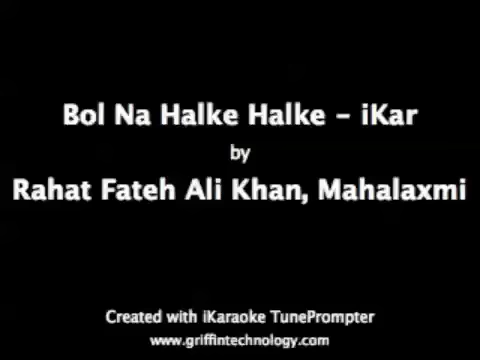 Bol Na Halke Halke - iKar
by
Rahat Fateh Ali Khan, Mahalaxmi
Created with iKaraoke TunePrompter
www.griffintechnology.com